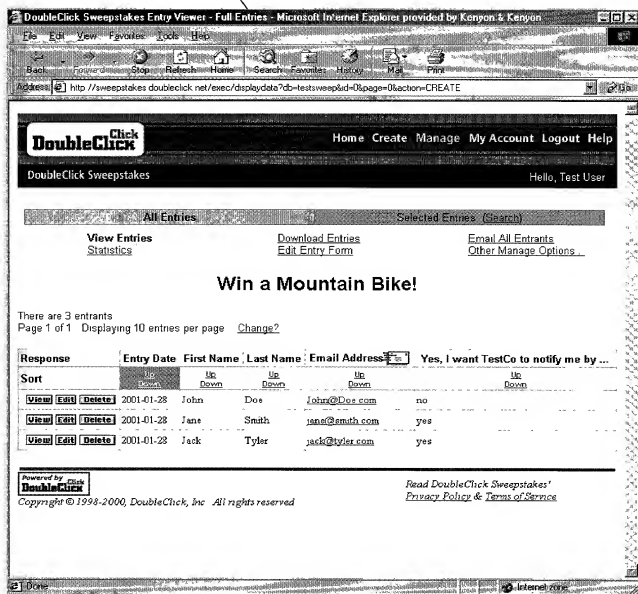 DoubleClick Sweepstakes Entry Viewer - Full Entries - Microsoft Internet Explorer provided by Kenyon & Kenyon
File Edit View Favorites Tools Help
Back Forward Stop Refresh Home Search Favorites History Mail Print
Address http://sweepstakes doubleclick net/exec/displaydata?db=testsweep&id=0&page=0&action=CREATE Go
DoubleClick Home Create Manage My Account Logout Help
DoubleClick Sweepstakes Hello, Test User
All Entries Selected Entries (Search)
View Entries Download Entries Email All Entrants
Statistics Edit Entry Form Other Manage Options .
Win a Mountain Bike!
There are 3 entrants
Page 1 of 1 Displaying 10 entries per page Change?
Response Entry Date First Name Last Name Email Address Yes, I want TestCo to notify me by ...
Sort Up Up Up Up Up
Down Down Down Down Down
View Edit Delete 2001-01-28 John Doe John@Doe com no
View Edit Delete 2001-01-28 Jane Smith jane@smith com yes
View Edit Delete 2001-01-28 Jack Tyler jack@tyler com yes
Powered by DoubleClick
Read DoubleClick Sweepstakes'
Copyright © 1998-2000, DoubleClick, Inc All rights reserved Privacy Policy & Terms of Service
Done Internet zone